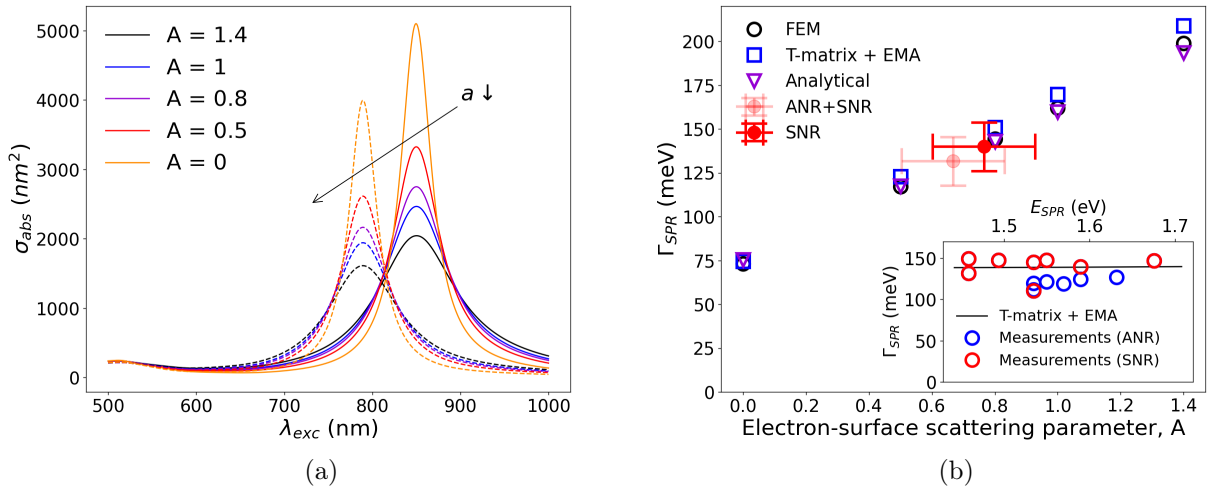 5000
4000
3000
2000
1000
0
σabs (nm²)
A = 1.4
A = 1
A = 0.8
A = 0.5
A = 0
a ↓
500
600
700
800
900
1000
λexc (nm)
(a)
200
175
150
125
100
75
50
25
0
ΓSPR (meV)
FEM
T-matrix + EMA
Analytical
ANR+SNR
SNR
ESPR (eV)
1.5
1.6
1.7
150
100
50
0
ΓSPR (meV)
T-matrix + EMA
Measurements (ANR)
Measurements (SNR)
0.0
0.2
0.4
0.6
0.8
1.0
1.2
1.4
Electron-surface scattering parameter, A
(b)